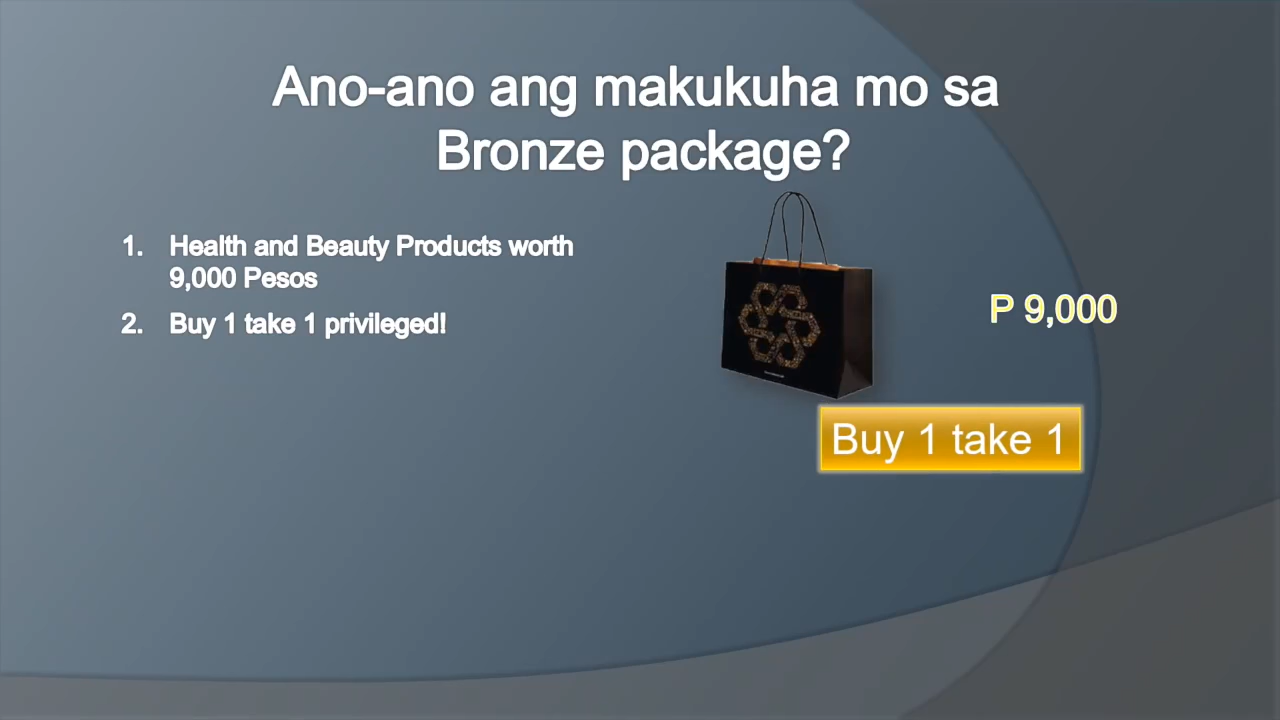 Ano-ano ang makukuha mo sa
Bronze package?
1. Health and Beauty Products worth
9,000 Pesos
2. Buy 1 take 1 privileged!
P 9,000
Buy 1 take 1